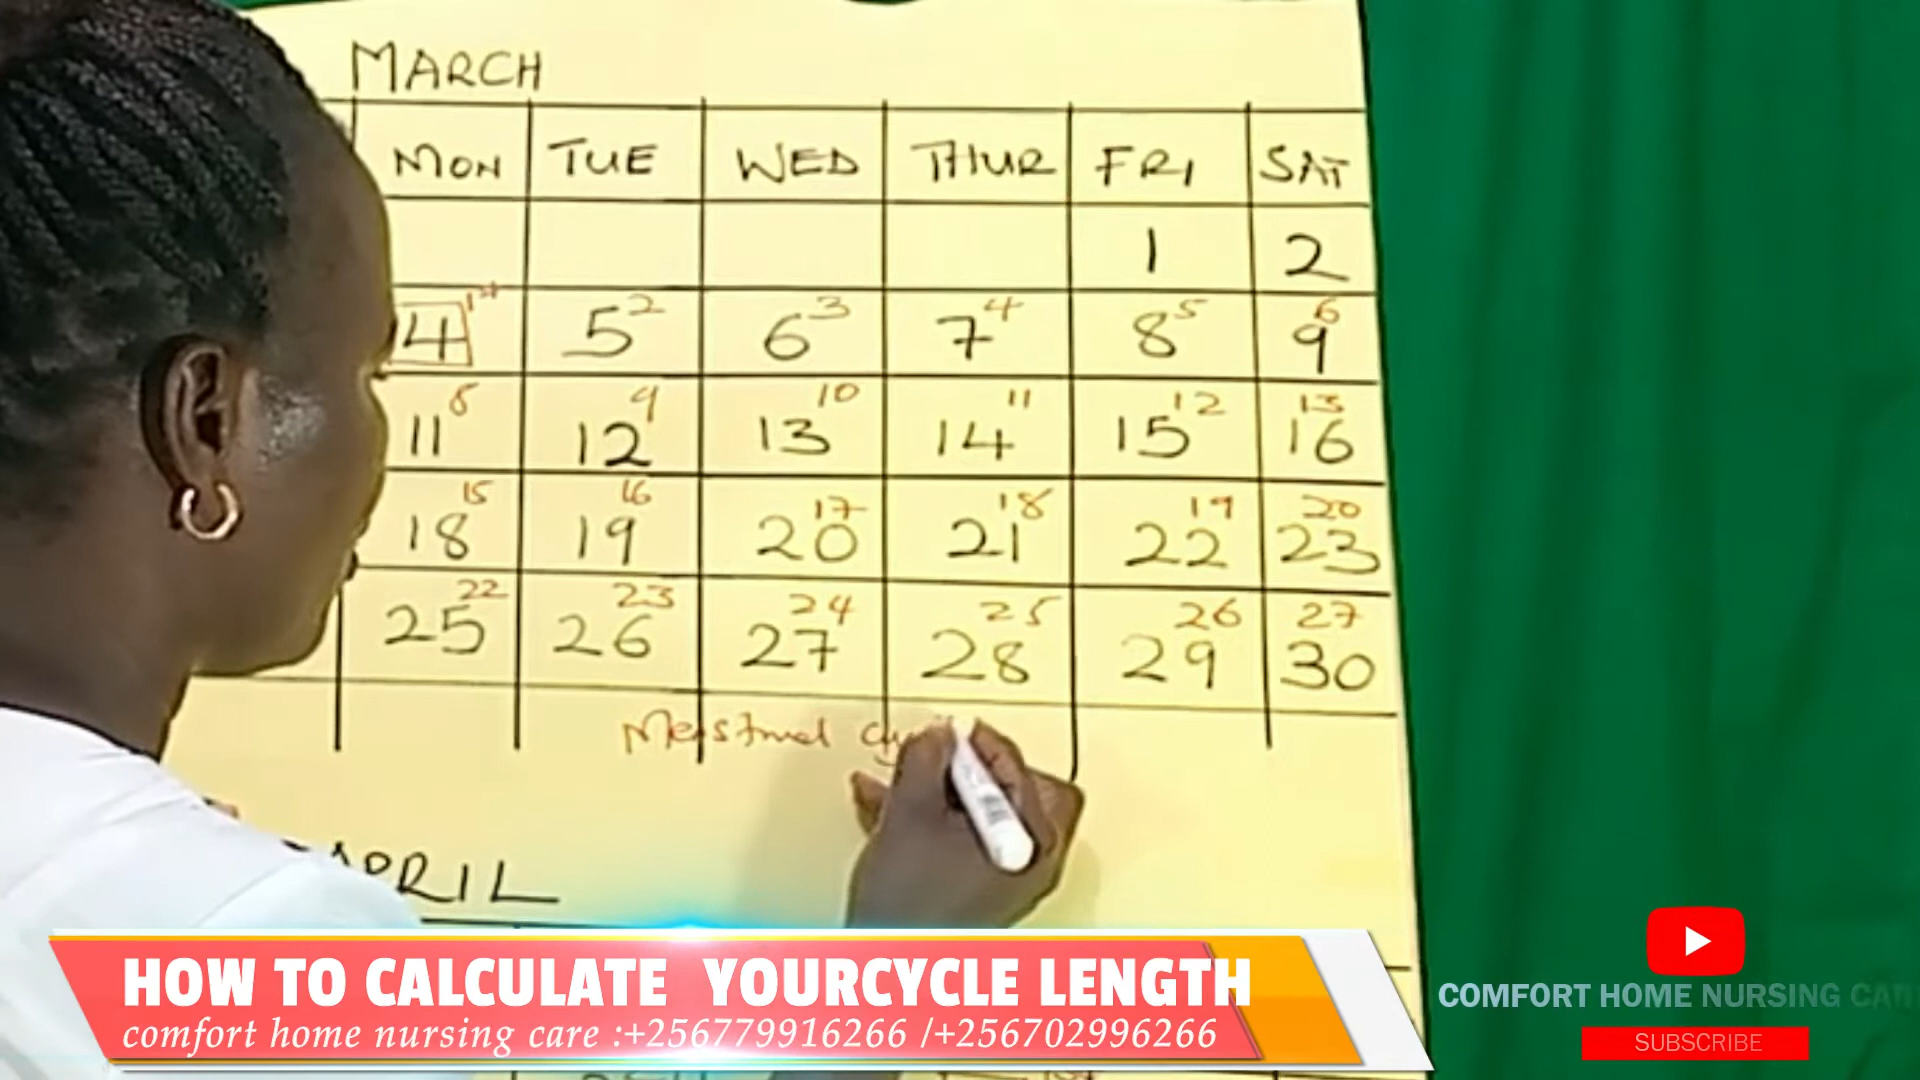 MARCH
MON TUE WED THUR FRI SAT
1 2
4 1st 5 2 6 3 7 4 8 5 9 6
11 8 12 9 13 10 14 11 15 12 16 13
18 15 19 16 20 17 21 18 22 19 23 20
25 22 26 23 27 24 28 25 29 26 30 27
Menstrual
APRIL
HOW TO CALCULATE YOURCYCLE LENGTH
comfort home nursing care :+256779916266 /+256702996266
COMFORT HOME NURSING CA
SUBSCRIBE